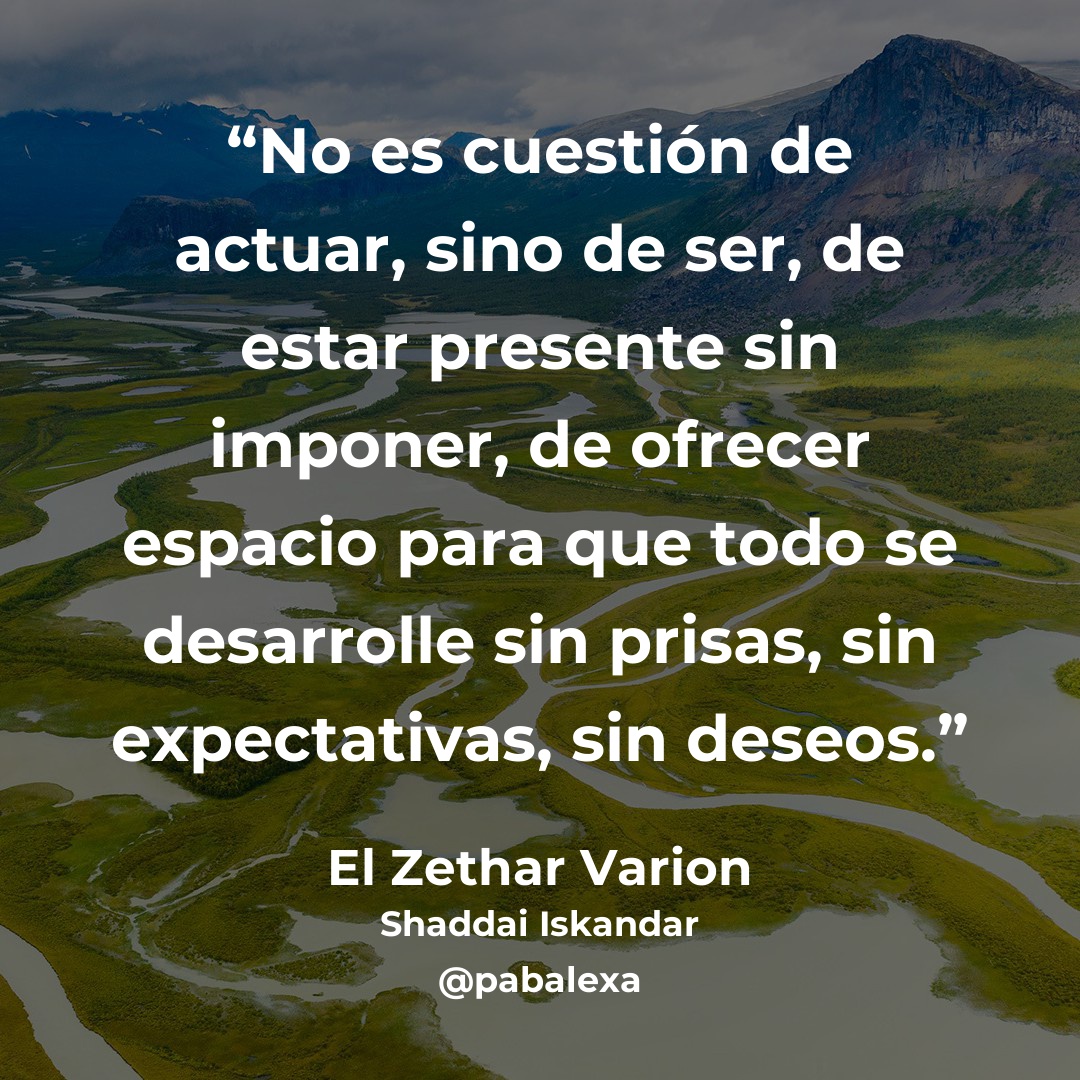 “No es cuestión de
actuar, sino de ser, de
estar presente sin
imponer, de ofrecer
espacio para que todo se
desarrolle sin prisas, sin
expectativas, sin deseos.”
El Zethar Varion
Shaddai Iskandar
@pabalexa